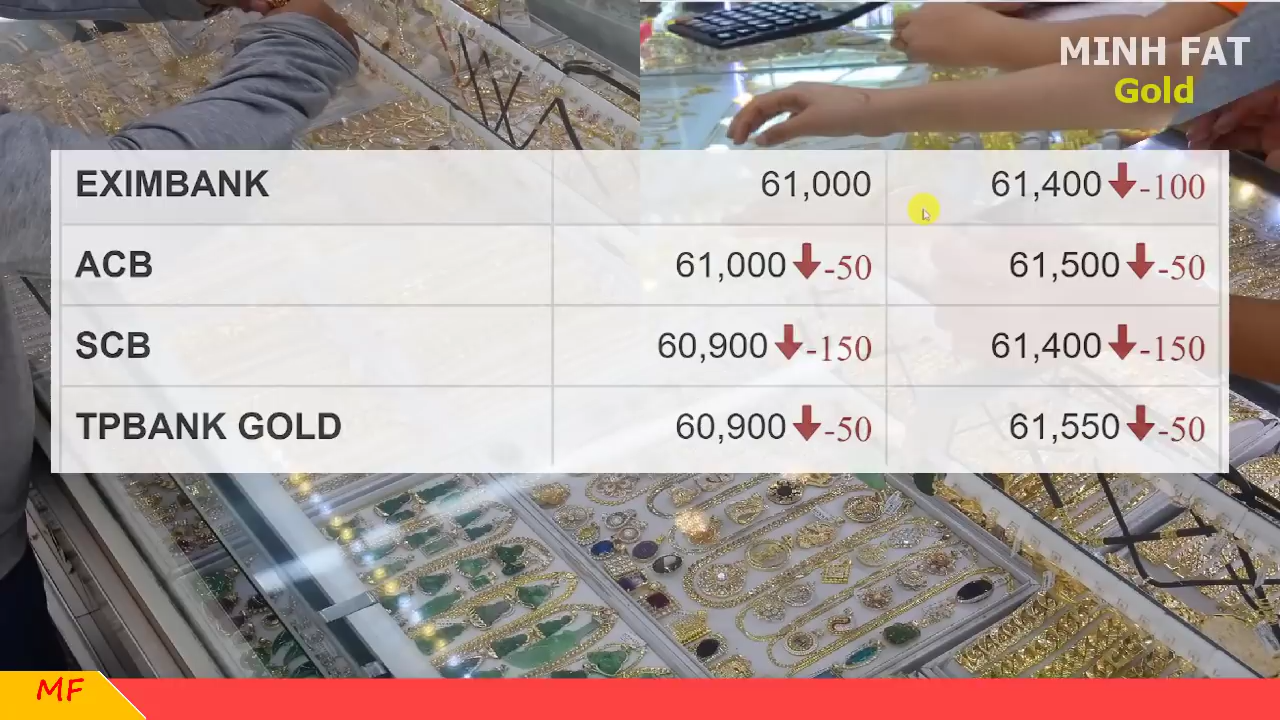 MINH FAT
Gold
EXIMBANK 61,000 61,400 -100
ACB 61,000 -50 61,500 -50
SCB 60,900 -150 61,400 -150
TPBANK GOLD 60,900 -50 61,550 -50
MF